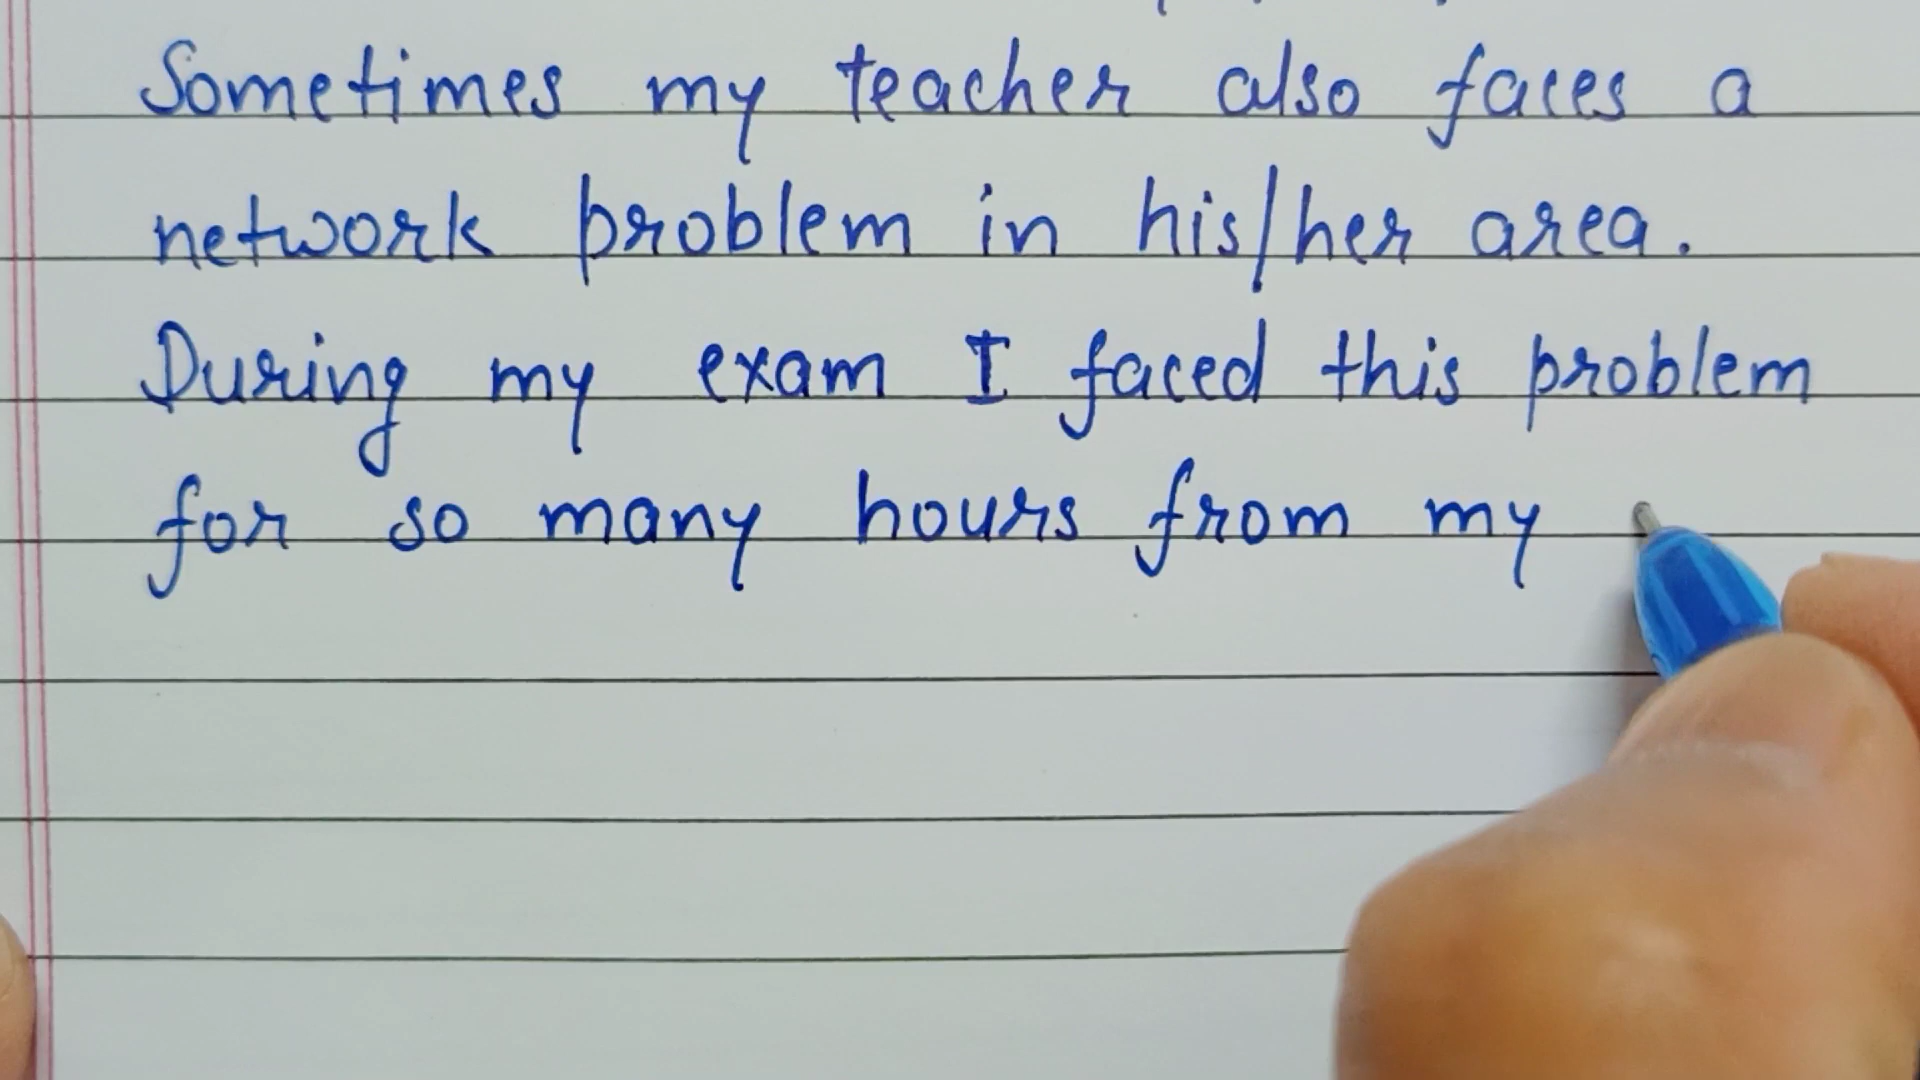 Sometimes my teacher also faces a
network problem in his/her area.
During my exam I faced this problem
for so many hours from my